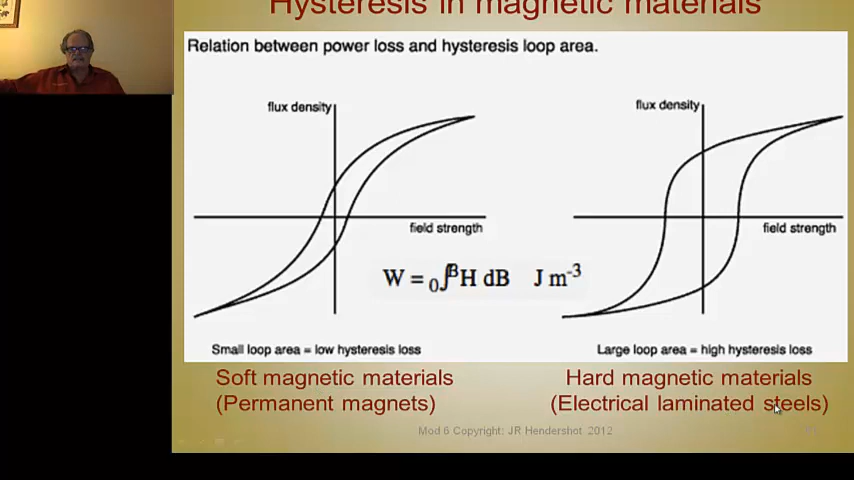 Hysteresis in magnetic materials
Relation between power loss and hysteresis loop area.
flux density
flux density
field strength
field strength
W = ₀∫ᴮH dB J m⁻³
Small loop area = low hysteresis loss
Large loop area = high hysteresis loss
Soft magnetic materials
(Permanent magnets)
Hard magnetic materials
(Electrical laminated steels)
Mod 6 Copyright: JR Hendershot 2012